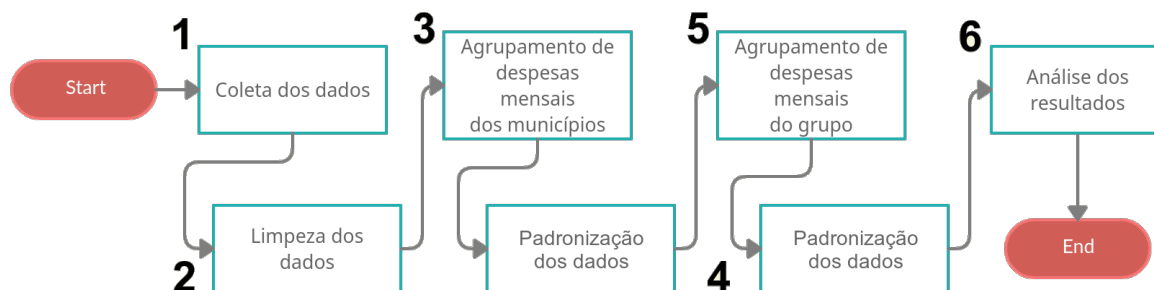 Start
1
Coleta dos dados
2
Limpeza dos
dados
3
Agrupamento de
despesas
mensais
dos municípios
Padronização
dos dados
5
Agrupamento de
despesas
mensais
do grupo
4
Padronização
dos dados
6
Análise dos
resultados
End